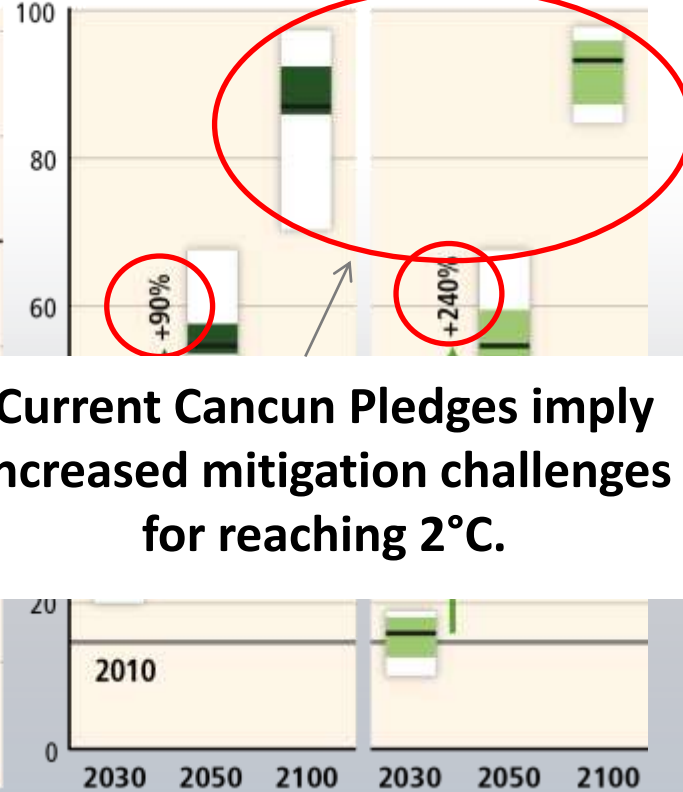 100
80
60
+90%
+240%
Current Cancun Pledges imply
ncreased mitigation challenges
for reaching 2°C.
20
2010
0
2030 2050 2100 2030 2050 2100